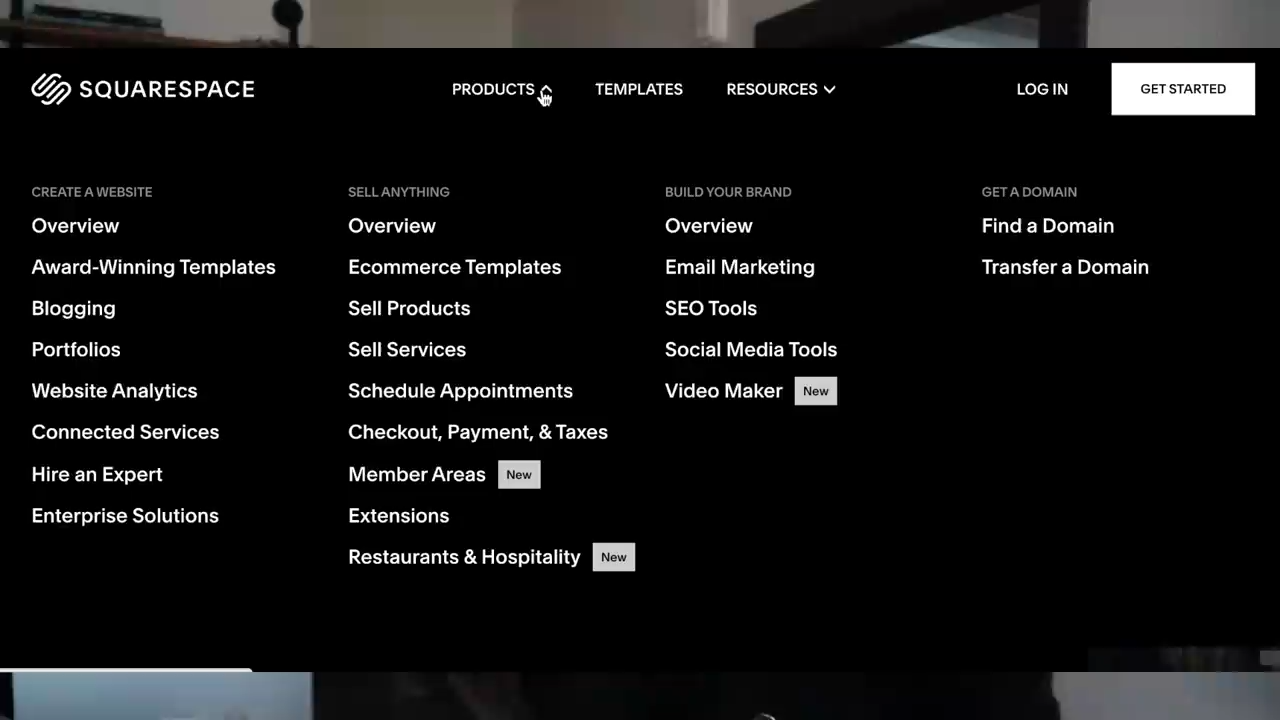 SQUARESPACE
PRODUCTS
TEMPLATES
RESOURCES
LOG IN
GET STARTED
CREATE A WEBSITE
Overview
Award-Winning Templates
Blogging
Portfolios
Website Analytics
Connected Services
Hire an Expert
Enterprise Solutions
SELL ANYTHING
Overview
Ecommerce Templates
Sell Products
Sell Services
Schedule Appointments
Checkout, Payment, & Taxes
Member Areas New
Extensions
Restaurants & Hospitality New
BUILD YOUR BRAND
Overview
Email Marketing
SEO Tools
Social Media Tools
Video Maker New
GET A DOMAIN
Find a Domain
Transfer a Domain